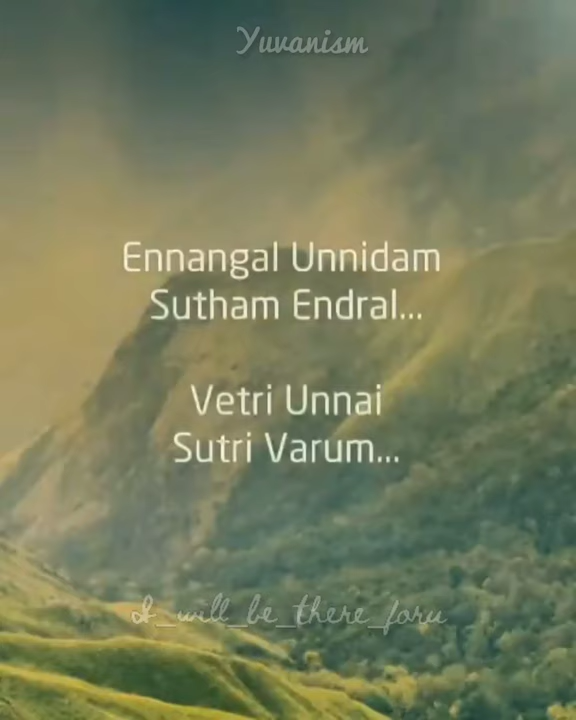 Yuvanism
Ennangal Unnidam
Sutham Endral...
Vetri Unnai
Sutri Varum...
I_will_be_there_foru